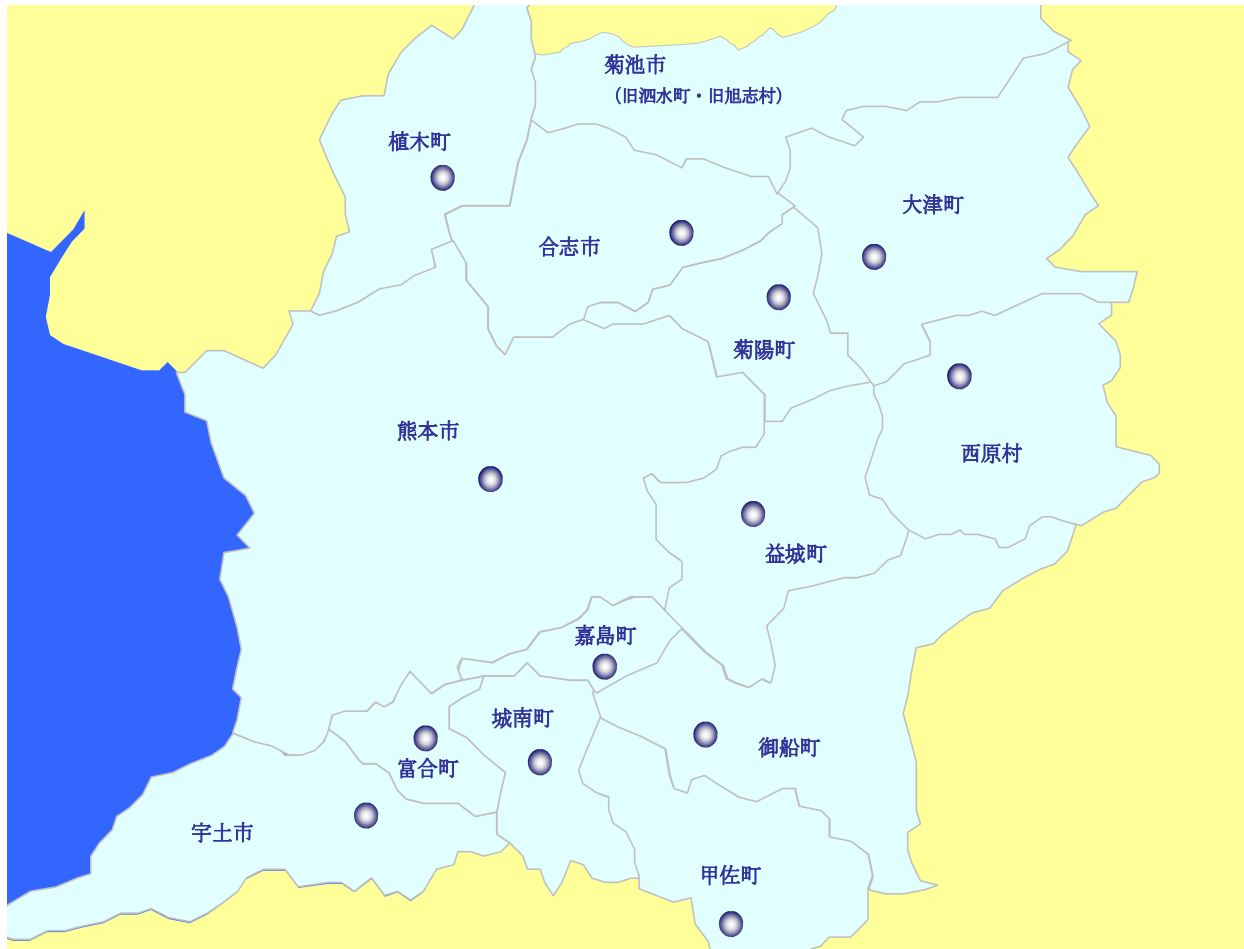 菊池市
（旧泗水町・旧旭志村）
植木町
大津町
合志市
菊陽町
熊本市
西原村
益城町
嘉島町
城南町
御船町
富合町
宇土市
甲佐町